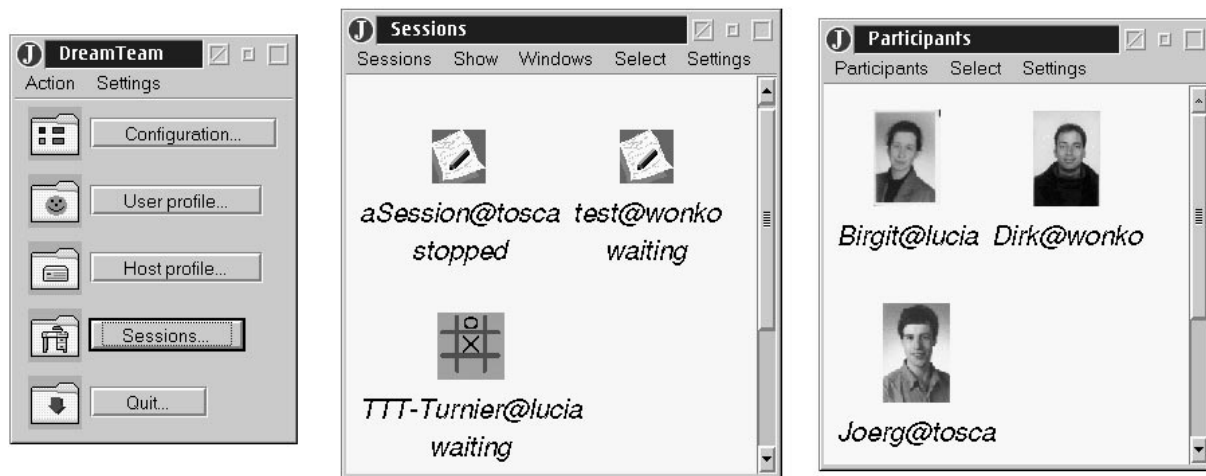 J DreamTeam
Action Settings
Configuration...
User profile...
Host profile...
Sessions...
Quit...
J Sessions
Sessions Show Windows Select Settings
aSession@tosca test@wonko
stopped waiting
O
X
TTT-Turnier@lucia
waiting
J Participants
Participants Select Settings
Birgit@lucia Dirk@wonko
Joerg@tosca